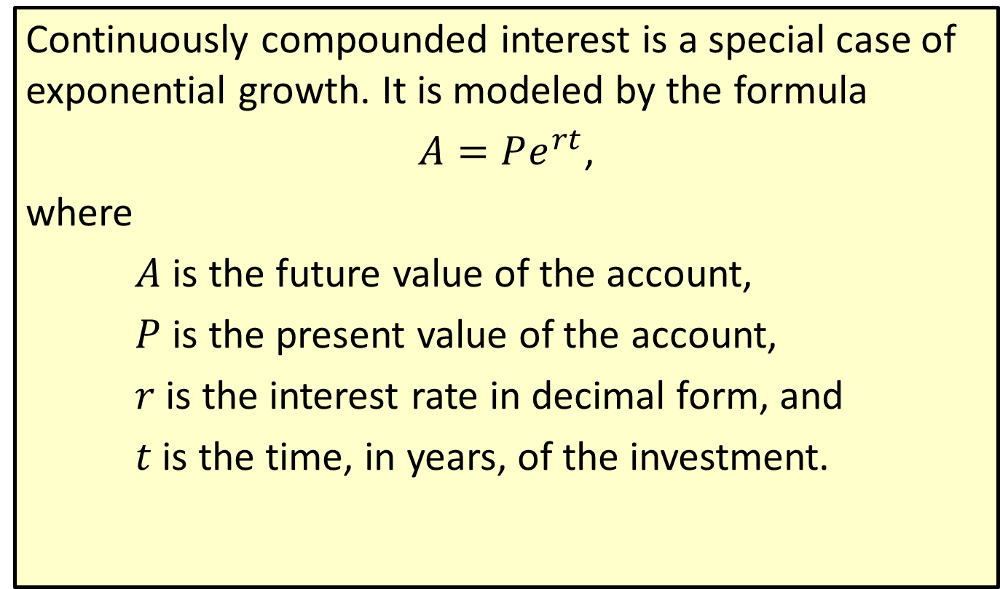 Continuously compounded interest is a special case of
exponential growth. It is modeled by the formula
𝐴 = 𝑃𝑒^{𝑟𝑡},
where
𝐴 is the future value of the account,
𝑃 is the present value of the account,
𝑟 is the interest rate in decimal form, and
𝑡 is the time, in years, of the investment.